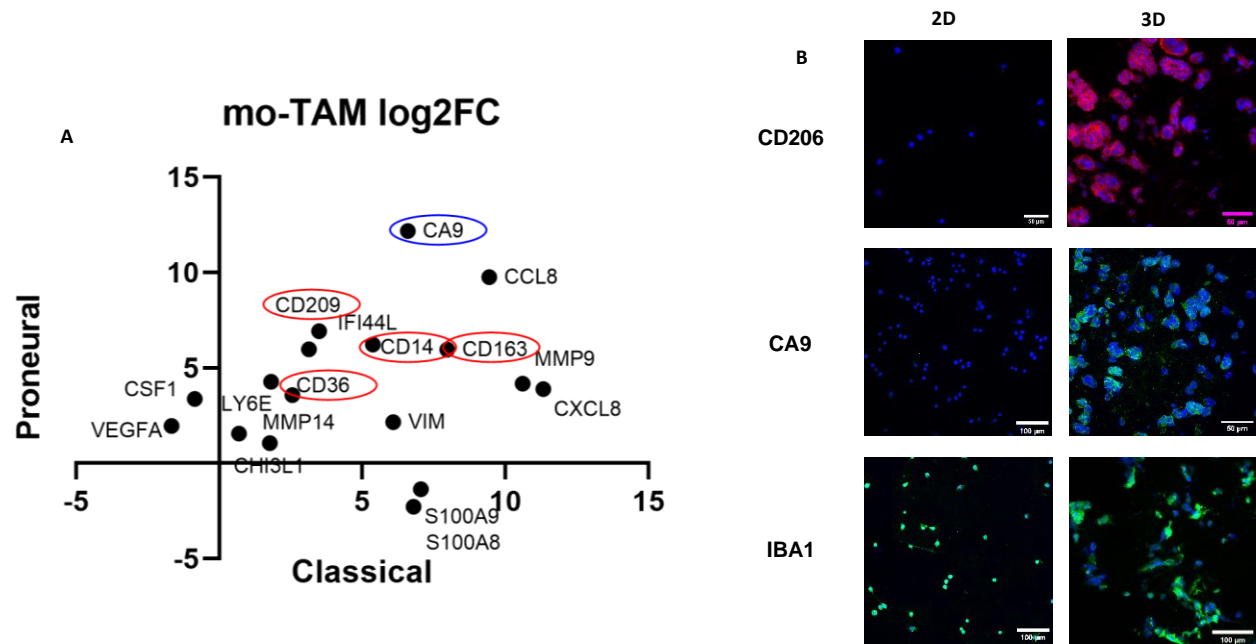 2D
3D
B
mo-TAM log2FC
A
CD206
15
50 µm
50 µm
CA9
10
CCL8
CD209
IFI44L
CD14
CD163
MMP9
CA9
5
CD36
CSF1
CXCL8
LY6E
MMP14
VIM
VEGFA
100 µm
50 µm
CHI3L1
-5
5
10
15
S100A9
S100A8
-5
Proneural
Classical
IBA1
100 µm
100 µm